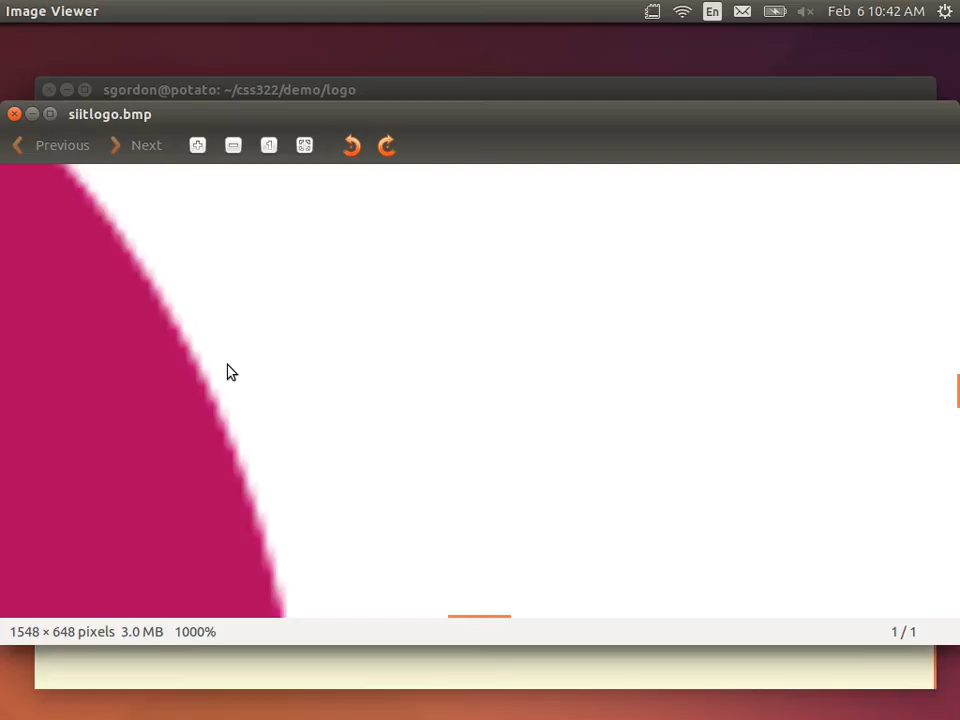 Image Viewer
En
Feb 6 10:42 AM
sgordon@potato: ~/css322/demo/logo
siitlogo.bmp
Previous
Next
1548 × 648 pixels 3.0 MB 1000%
1 / 1